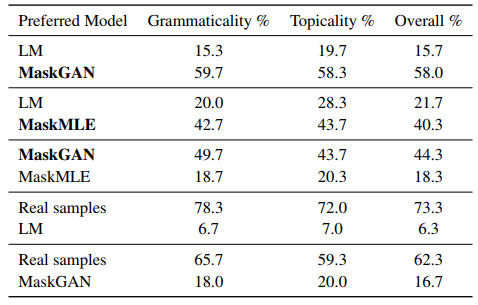 Preferred Model Grammaticality % Topicality % Overall %
LM 15.3 19.7 15.7
MaskGAN 59.7 58.3 58.0
LM 20.0 28.3 21.7
MaskMLE 42.7 43.7 40.3
MaskGAN 49.7 43.7 44.3
MaskMLE 18.7 20.3 18.3
Real samples 78.3 72.0 73.3
LM 6.7 7.0 6.3
Real samples 65.7 59.3 62.3
MaskGAN 18.0 20.0 16.7